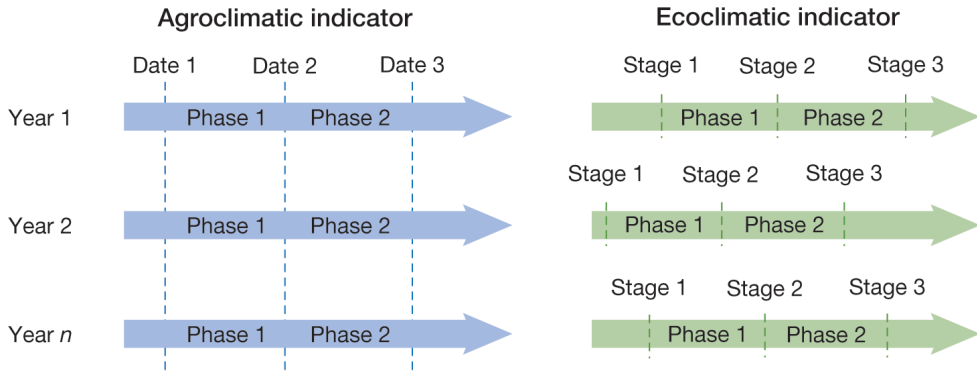 Agroclimatic indicator Ecoclimatic indicator
Date 1 Date 2 Date 3 Stage 1 Stage 2 Stage 3
Year 1 Phase 1 Phase 2 Phase 1 Phase 2
Stage 1 Stage 2 Stage 3
Year 2 Phase 1 Phase 2 Phase 1 Phase 2
Stage 1 Stage 2 Stage 3
Year n Phase 1 Phase 2 Phase 1 Phase 2